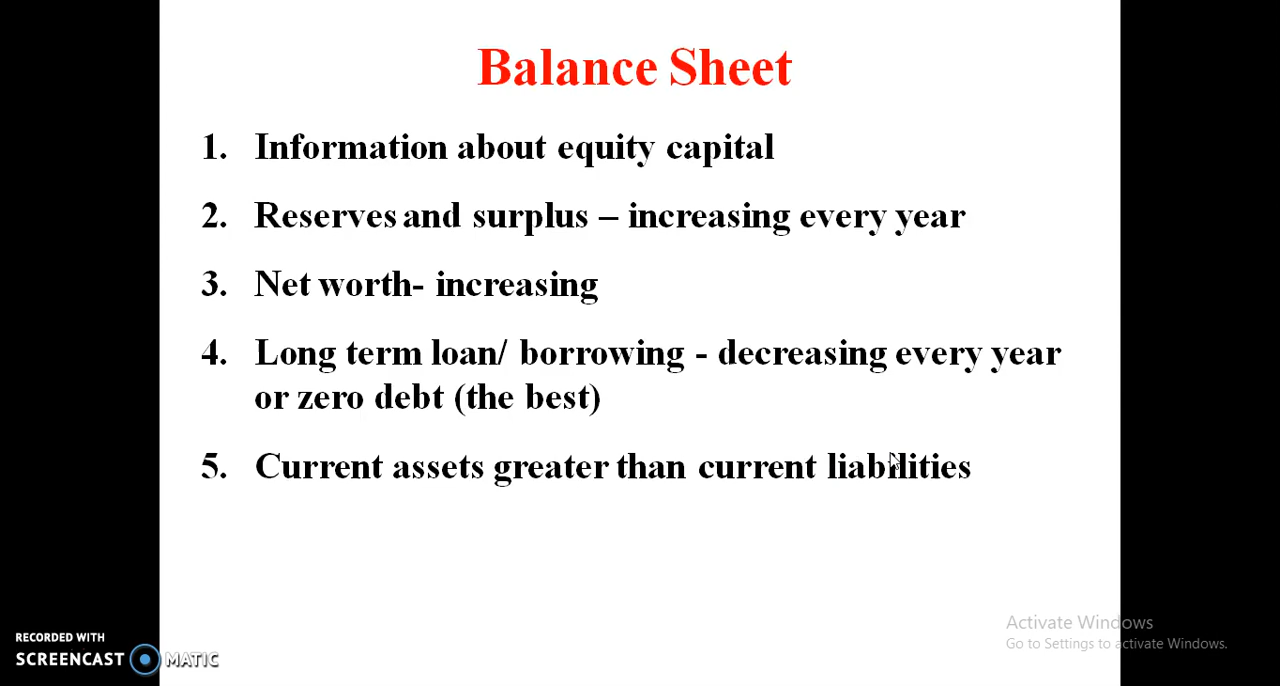 Balance Sheet
1. Information about equity capital
2. Reserves and surplus – increasing every year
3. Net worth- increasing
4. Long term loan/ borrowing - decreasing every year
or zero debt (the best)
5. Current assets greater than current liabilities
Activate Windows
Go to Settings to activate Windows.
RECORDED WITH
SCREENCAST MATIC